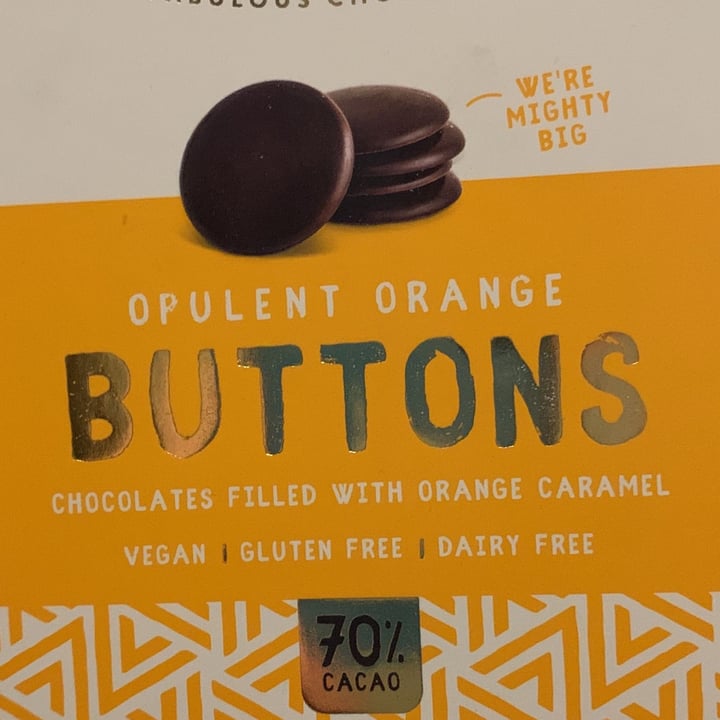 WE'RE
MIGHTY
BIG
OPULENT ORANGE
BUTTONS
CHOCOLATES FILLED WITH ORANGE CARAMEL
VEGAN | GLUTEN FREE | DAIRY FREE
70%
CACAO